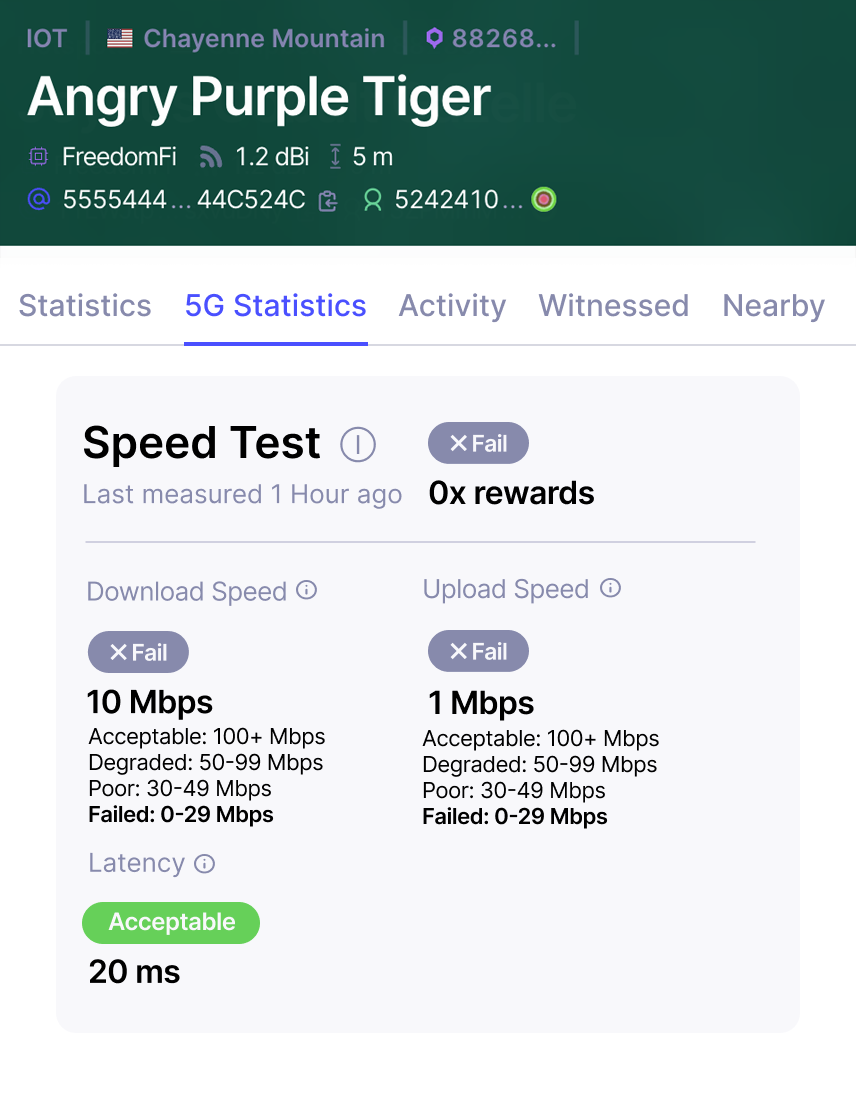 IOT | Chayenne Mountain | 88268... |
Angry Purple Tiger
FreedomFi 1.2 dBi 5 m
5555444...44C524C 5242410...
Statistics 5G Statistics Activity Witnessed Nearby
Speed Test Fail
Last measured 1 Hour ago 0x rewards
Download Speed Upload Speed
Fail Fail
10 Mbps 1 Mbps
Acceptable: 100+ Mbps Acceptable: 100+ Mbps
Degraded: 50-99 Mbps Degraded: 50-99 Mbps
Poor: 30-49 Mbps Poor: 30-49 Mbps
Failed: 0-29 Mbps Failed: 0-29 Mbps
Latency
Acceptable
20 ms